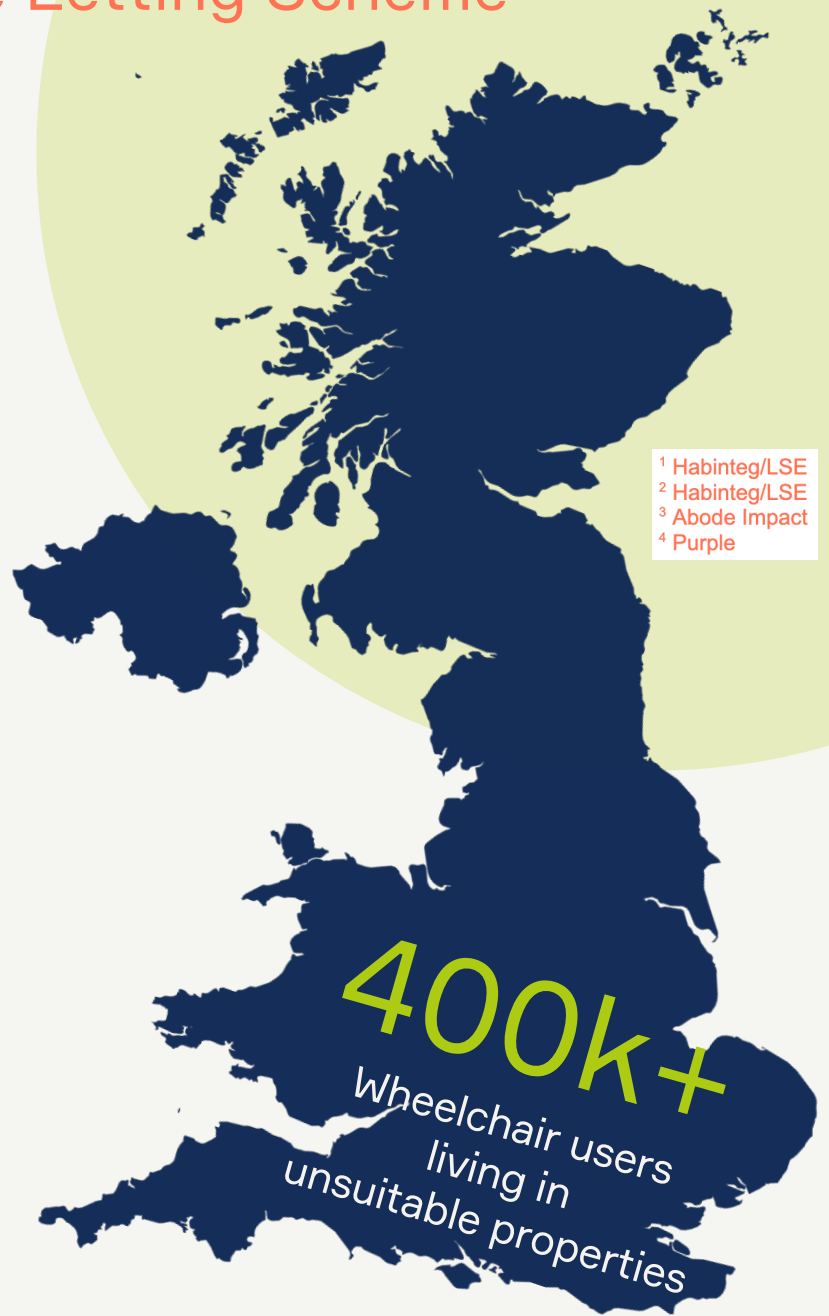 Letting Scheme
¹ Habinteg/LSE
² Habinteg/LSE
³ Abode Impact
⁴ Purple
400k+
Wheelchair users
living in
unsuitable properties